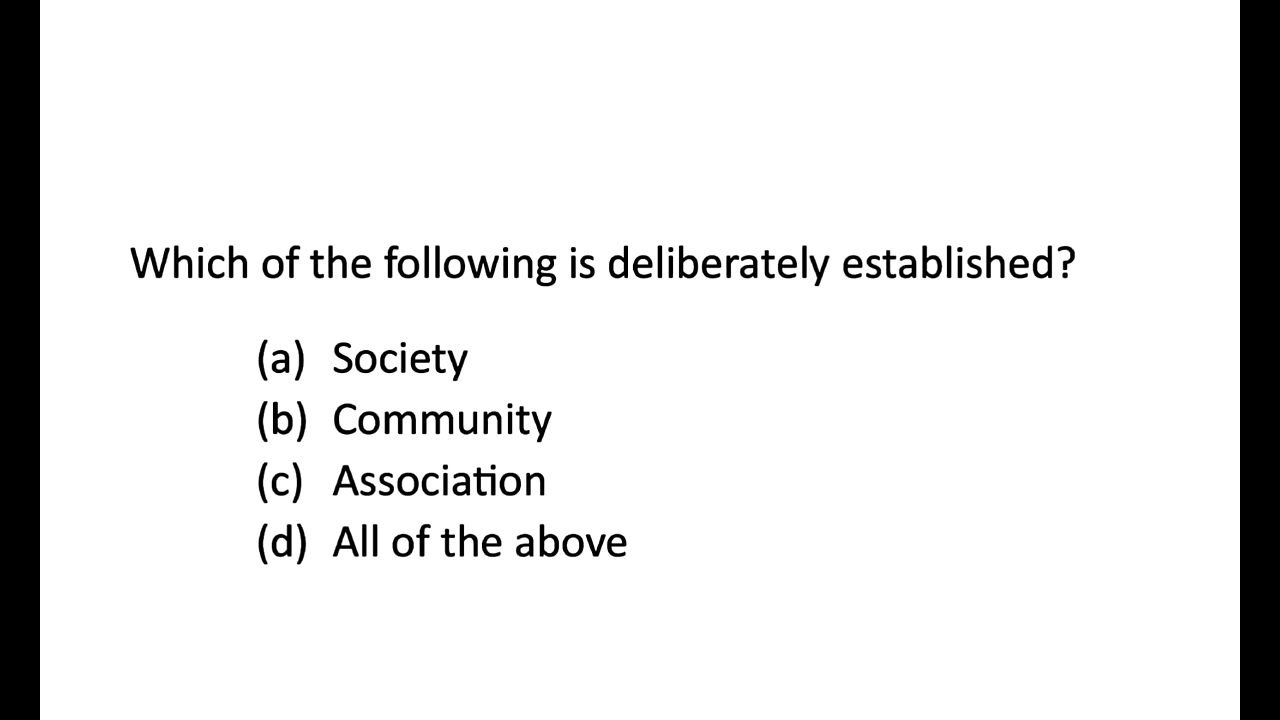 Which of the following is deliberately established?
(a) Society
(b) Community
(c) Association
(d) All of the above